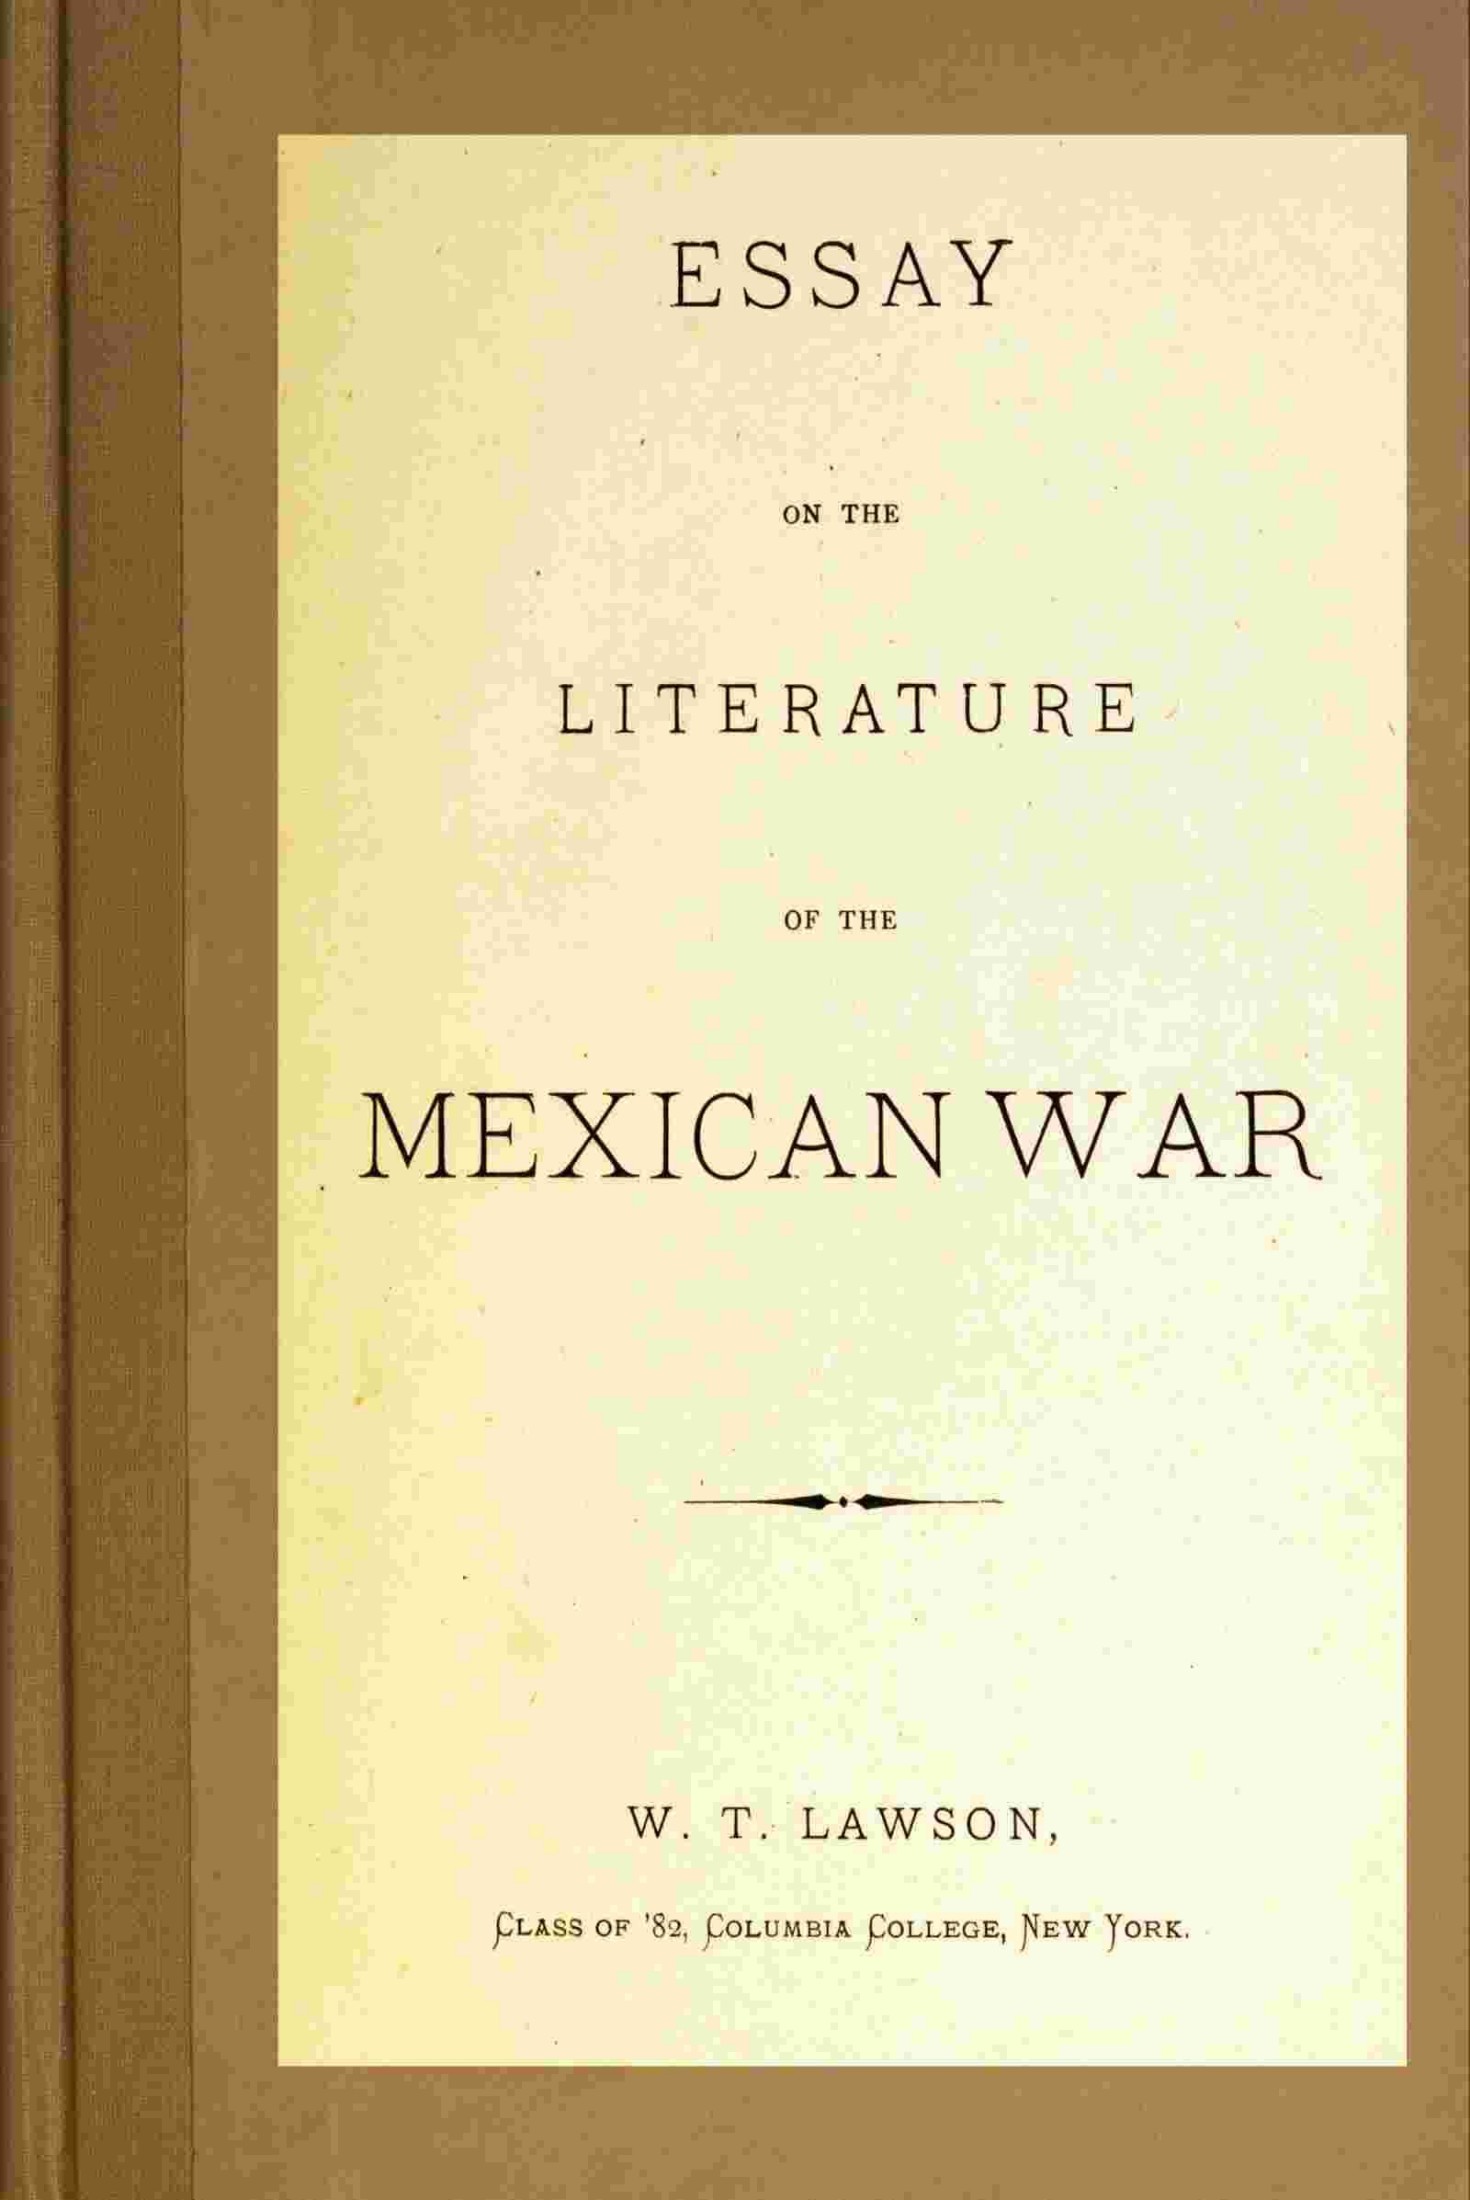 ESSAY
ON THE
LITERATURE
OF THE
MEXICAN WAR
W. T. LAWSON,
CLASS OF '82, COLUMBIA COLLEGE, NEW YORK.